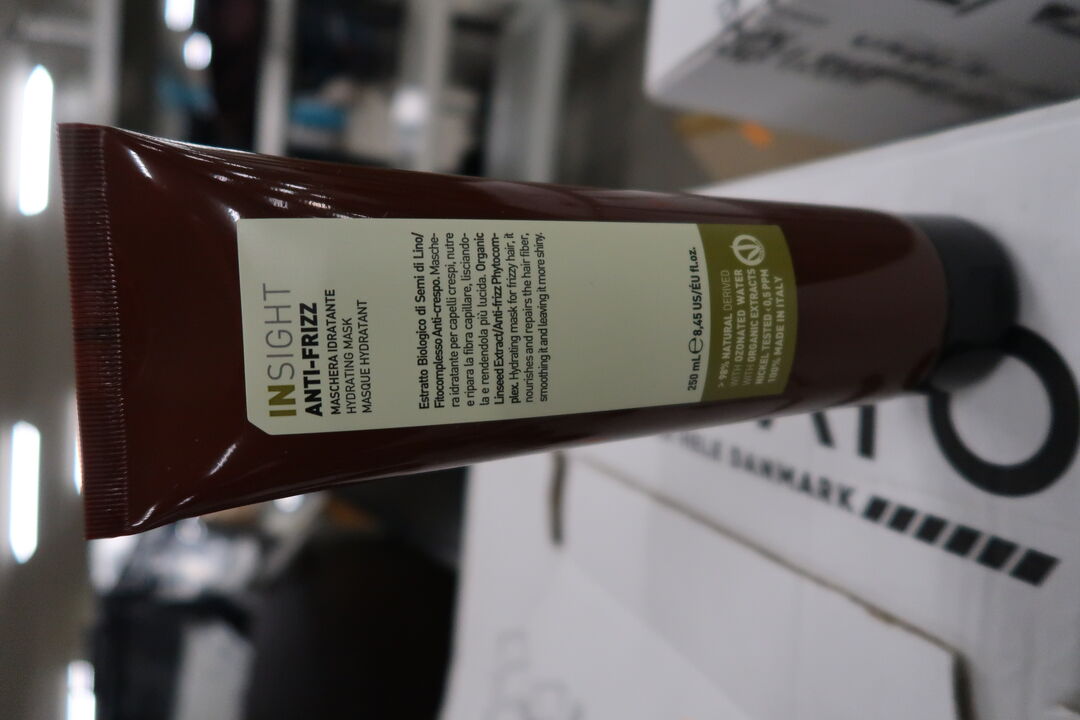 INSIGHT
ANTI-FRIZZ
MASCHERA IDRATANTE
HYDRATING MASK
MASQUE HYDRATANT
Estratto Biologico di Semi di Lino/
Fitocomplesso Anti-crespo. Masche-
ra idratante per capelli crespi, nutre
e ripara la fibra capillare, lisciando-
la e rendendola più lucida. Organic
Linseed Extract/Anti-frizz Phytocom-
plex. Hydrating mask for frizzy hair, it
nourishes and repairs the hair fiber,
smoothing it and leaving it more shiny.
250 mL ℮ 8,45 US/EU fl.oz.
> 98% NATURAL DERIVED
WITH OZONATED WATER
WITH ORGANIC EXTRACTS
NICKEL TESTED < 0,5 PPM
100% MADE IN ITALY
DANMARK